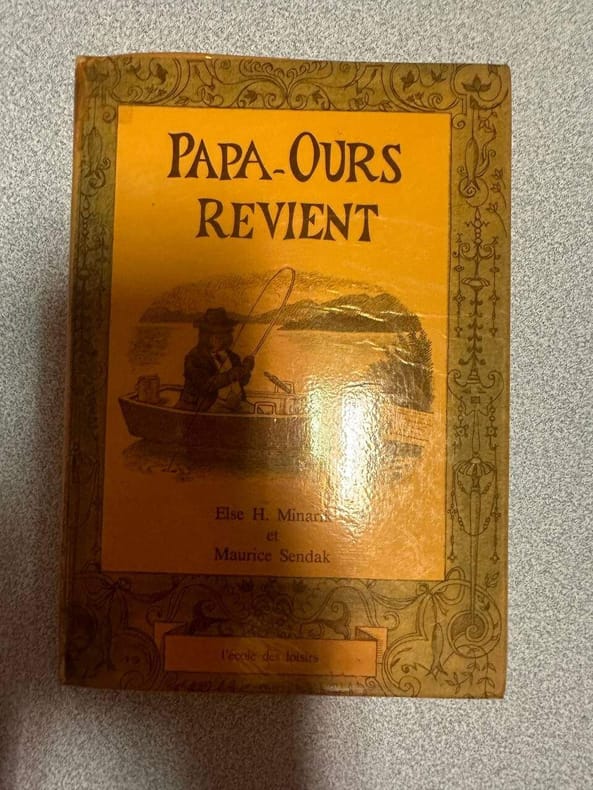 PAPA-OURS
REVIENT
Else H. Minarik
et
Maurice Sendak
l'école des loisirs